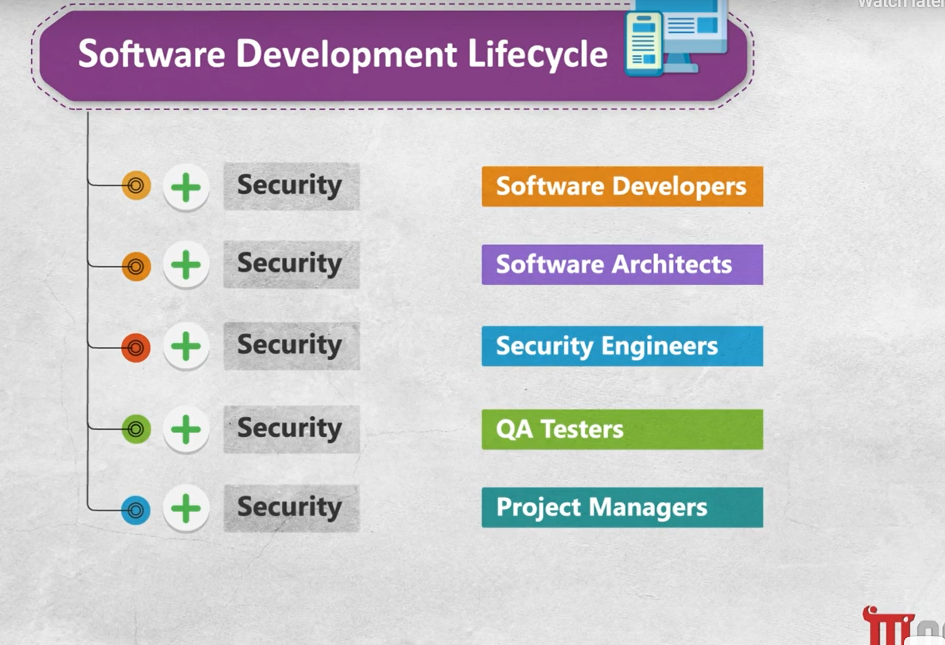 Watch later
Software Development Lifecycle
Security
Software Developers
Security
Software Architects
Security
Security Engineers
Security
QA Testers
Security
Project Managers